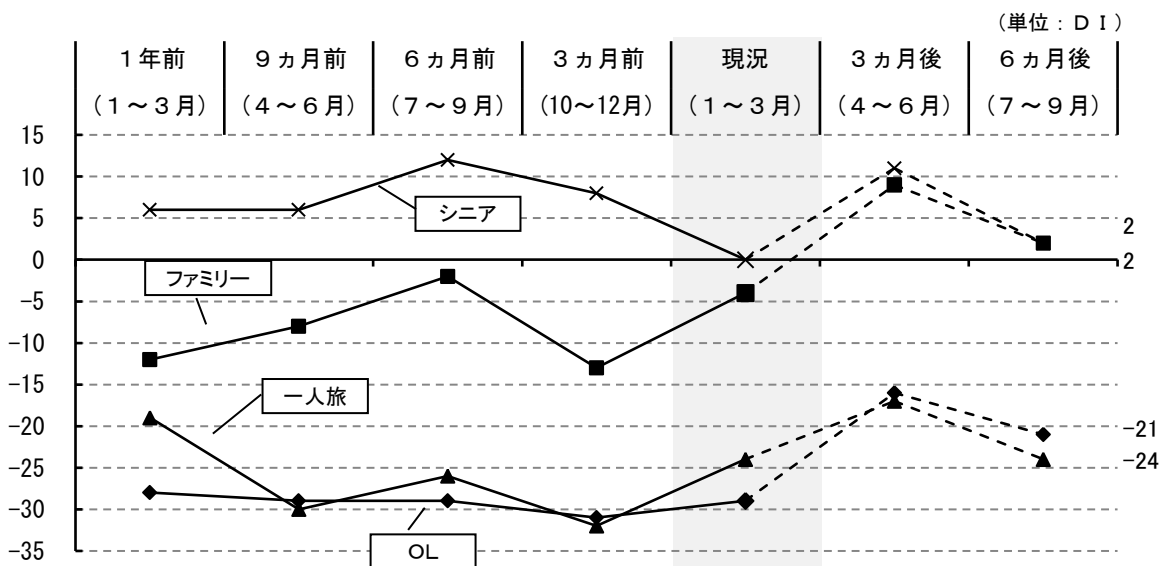 （単位：ＤＩ）
１年前 ９ヵ月前 ６ヵ月前 ３ヵ月前 現況 ３ヵ月後 ６ヵ月後
（１～３月） （４～６月） （７～９月） （10～12月） （１～３月） （４～６月） （７～９月）
15
10
5
0
-5
-10
-15
-20
-25
-30
-35
シニア
ファミリー
一人旅
OL
2
2
-21
-24